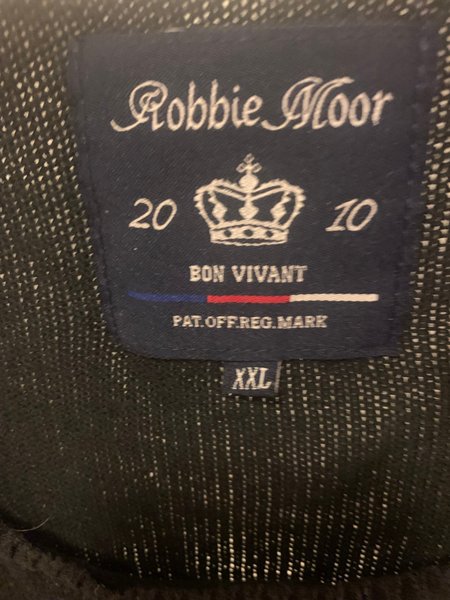 Robbie Moor
20 10
BON VIVANT
PAT.OFF.REG.MARK
XXL